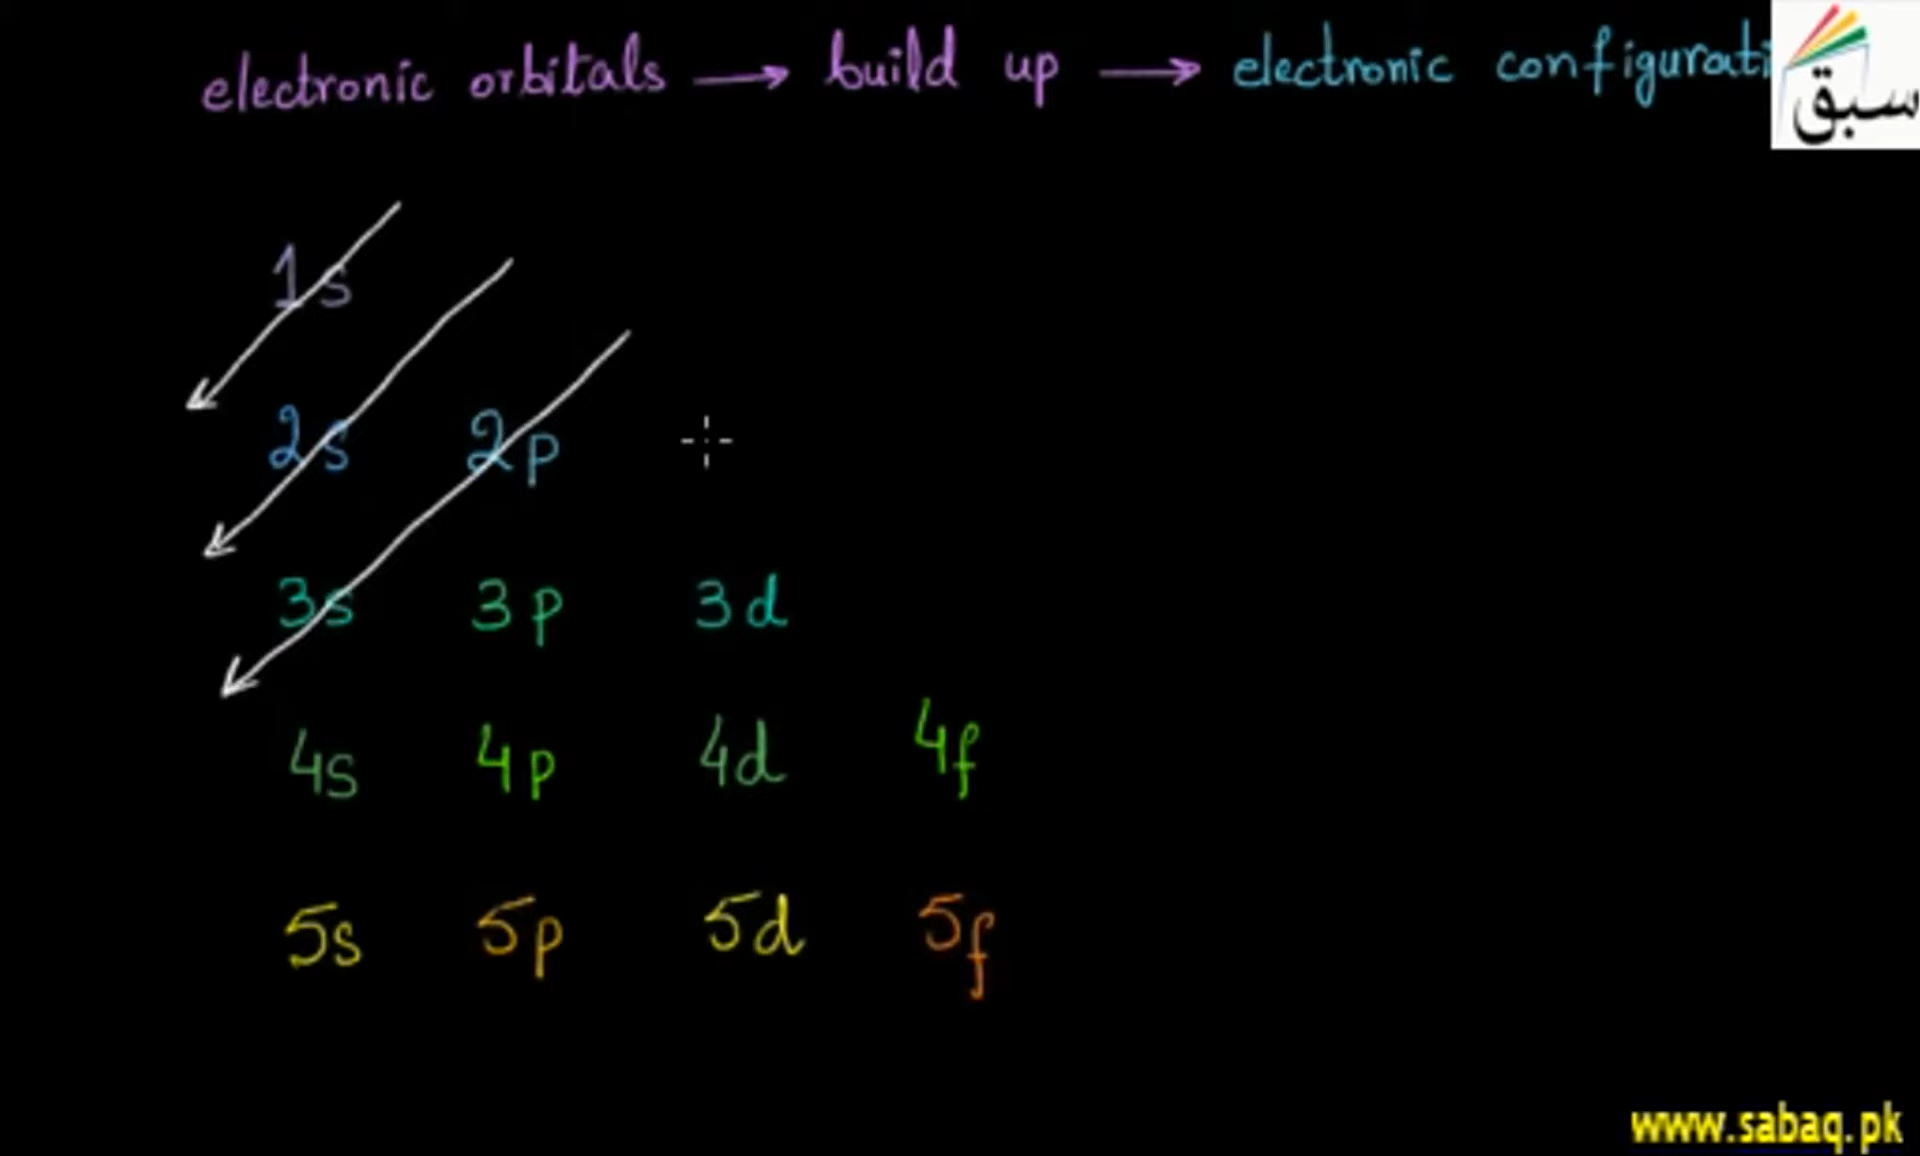 electronic orbitals → build up → electronic configurati
سبق
1s
2s 2p
3s 3p 3d
4s 4p 4d 4f
5s 5p 5d 5f
www.sabaq.pk